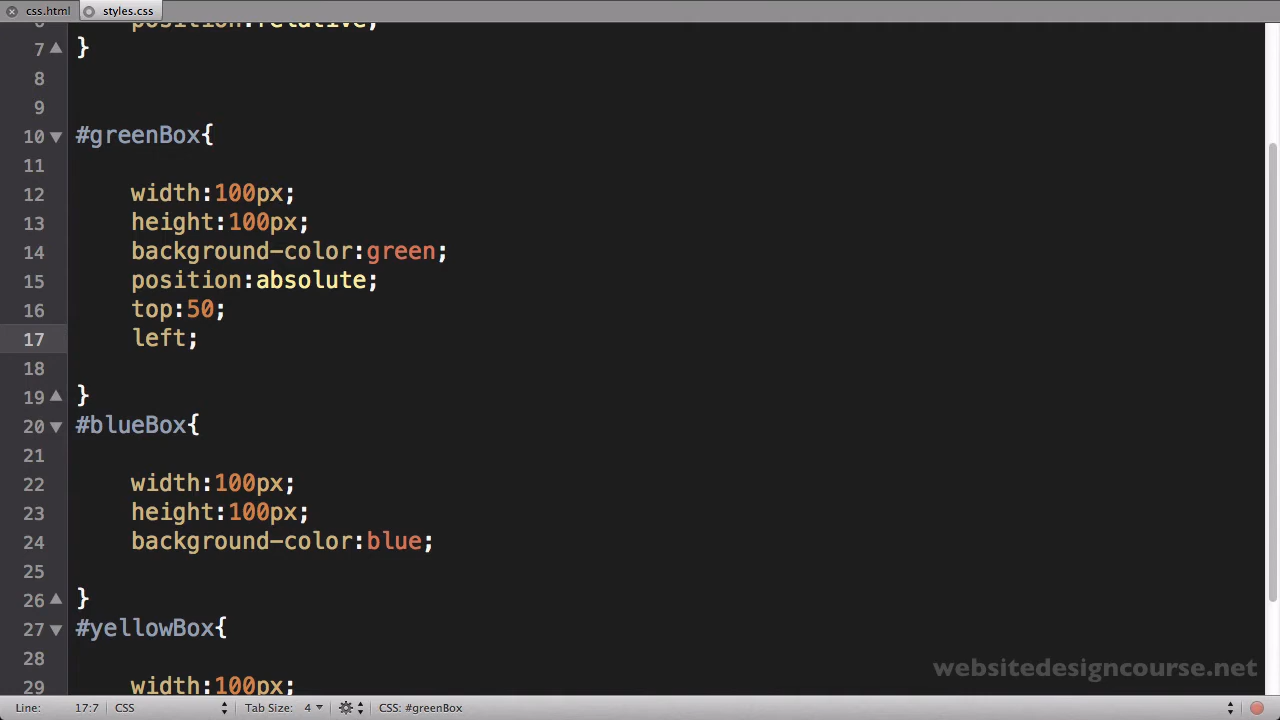 css.html styles.css
6 position:relative;
7 }
8
9
10 #greenBox{
11
12 width:100px;
13 height:100px;
14 background-color:green;
15 position:absolute;
16 top:50;
17 left;
18
19 }
20 #blueBox{
21
22 width:100px;
23 height:100px;
24 background-color:blue;
25
26 }
27 #yellowBox{
28
29 width:100px;
websitedesigncourse.net
Line: 17:7 CSS Tab Size: 4 CSS: #greenBox